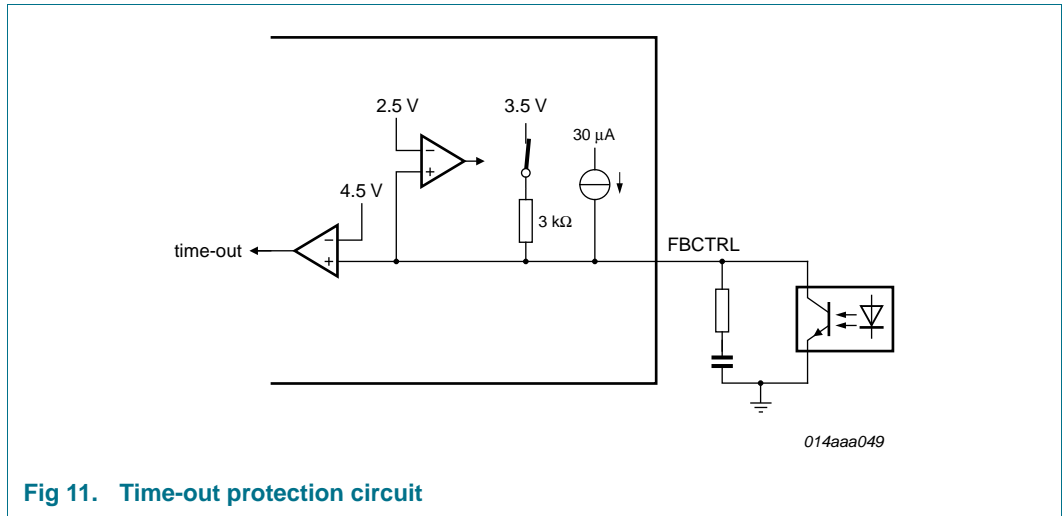 2.5 V
3.5 V
30 μA
−
+
4.5 V
3 kΩ
time-out
−
+
FBCTRL
014aaa049
Fig 11. Time-out protection circuit